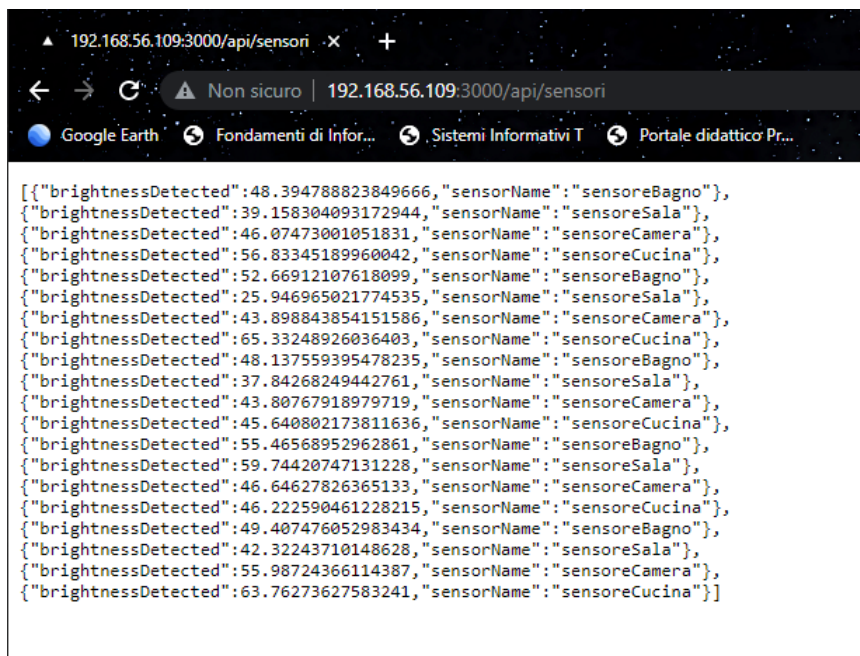 192.168.56.109:3000/api/sensori
Non sicuro | 192.168.56.109:3000/api/sensori
Google Earth Fondamenti di Infor... Sistemi Informativi T Portale didattico Pr...
[{"brightnessDetected":48.394788823849666,"sensorName":"sensoreBagno"},
{"brightnessDetected":39.158304093172944,"sensorName":"sensoreSala"},
{"brightnessDetected":46.07473001051831,"sensorName":"sensoreCamera"},
{"brightnessDetected":56.83345189960042,"sensorName":"sensoreCucina"},
{"brightnessDetected":52.66912107618099,"sensorName":"sensoreBagno"},
{"brightnessDetected":25.946965021774535,"sensorName":"sensoreSala"},
{"brightnessDetected":43.898843854151586,"sensorName":"sensoreCamera"},
{"brightnessDetected":65.33248926036403,"sensorName":"sensoreCucina"},
{"brightnessDetected":48.137559395478235,"sensorName":"sensoreBagno"},
{"brightnessDetected":37.84268249442761,"sensorName":"sensoreSala"},
{"brightnessDetected":43.80767918979719,"sensorName":"sensoreCamera"},
{"brightnessDetected":45.640802173811636,"sensorName":"sensoreCucina"},
{"brightnessDetected":55.46568952962861,"sensorName":"sensoreBagno"},
{"brightnessDetected":59.74420747131228,"sensorName":"sensoreSala"},
{"brightnessDetected":46.64627826365133,"sensorName":"sensoreCamera"},
{"brightnessDetected":46.222590461228215,"sensorName":"sensoreCucina"},
{"brightnessDetected":49.407476052983434,"sensorName":"sensoreBagno"},
{"brightnessDetected":42.32243710148628,"sensorName":"sensoreSala"},
{"brightnessDetected":55.98724366114387,"sensorName":"sensoreCamera"},
{"brightnessDetected":63.76273627583241,"sensorName":"sensoreCucina"}]